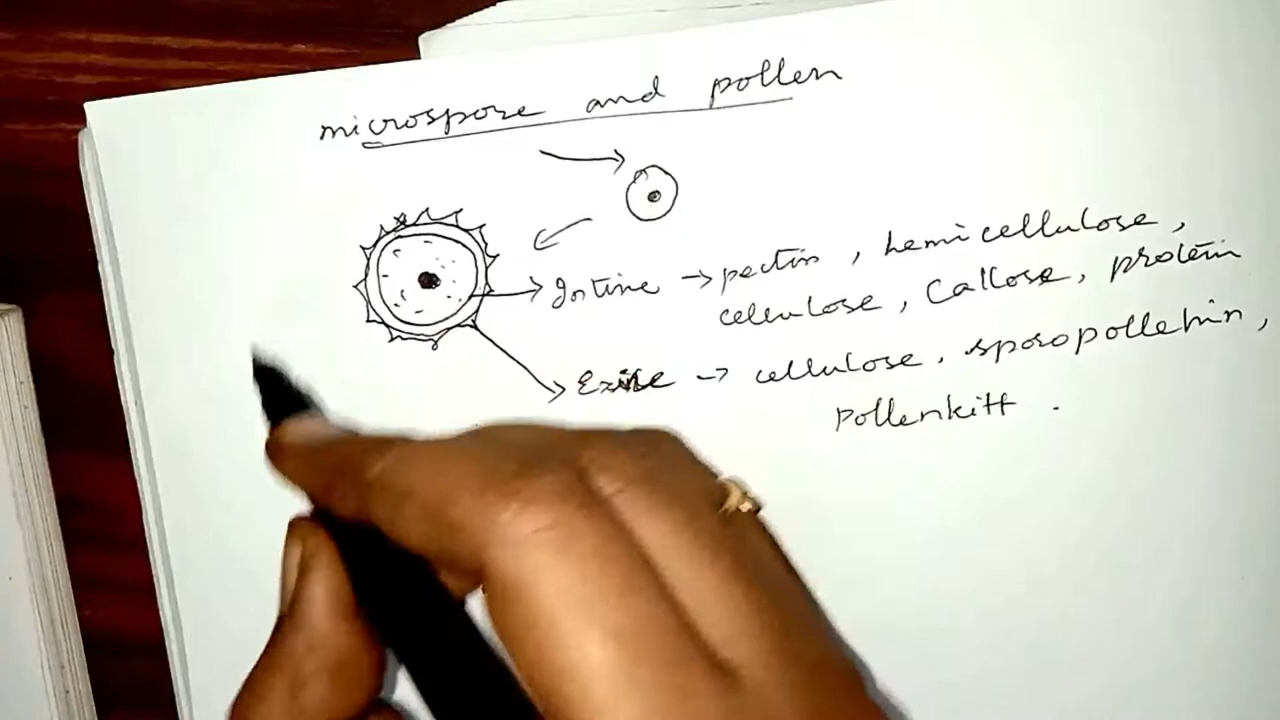 microspore and pollen
Intine → pectin, hemicellulose,
cellulose, Callose, protein
Exine → cellulose, sporopollenin,
pollenkitt.